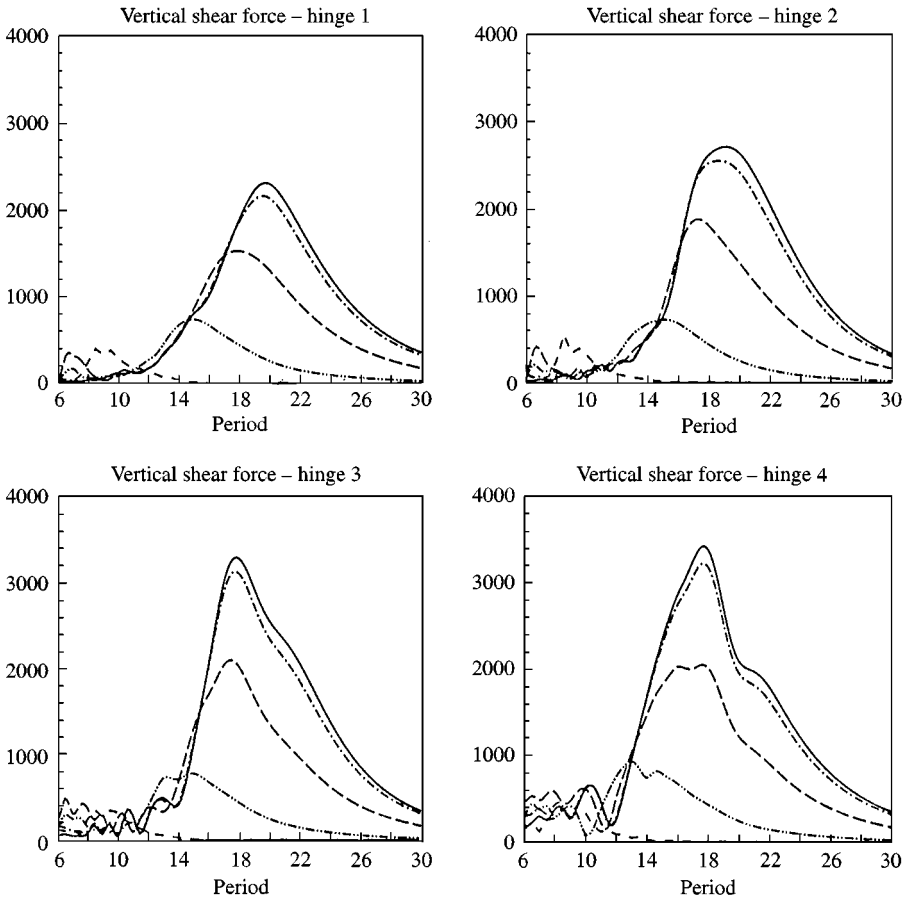 Vertical shear force – hinge 1
4000
3000
2000
1000
0
6 10 14 18 22 26 30
Period
Vertical shear force – hinge 2
4000
3000
2000
1000
0
6 10 14 18 22 26 30
Period
Vertical shear force – hinge 3
4000
3000
2000
1000
0
6 10 14 18 22 26 30
Period
Vertical shear force – hinge 4
4000
3000
2000
1000
0
6 10 14 18 22 26 30
Period